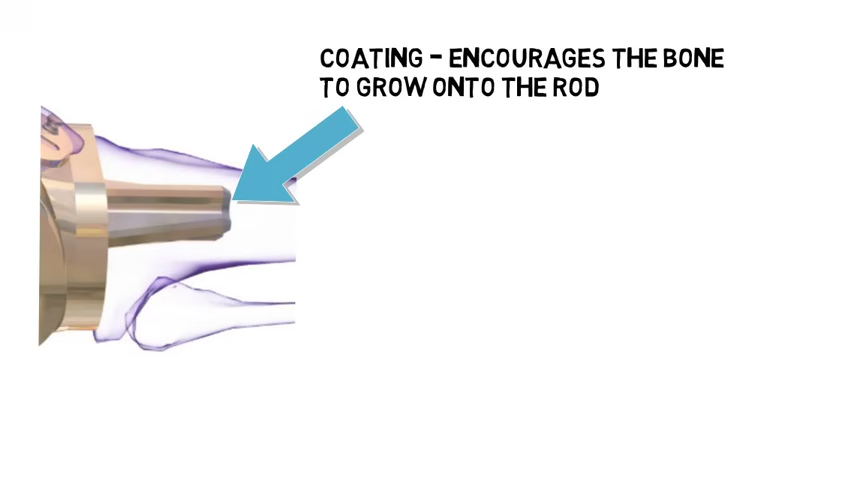 COATING – ENCOURAGES THE BONE
TO GROW ONTO THE ROD